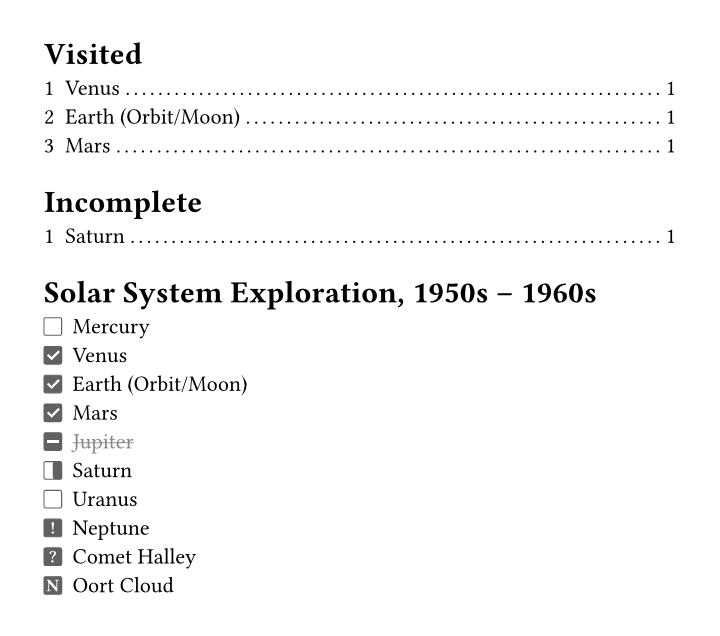 Visited
1 Venus ........................................................................ 1
2 Earth (Orbit/Moon) ........................................................ 1
3 Mars ......................................................................... 1
Incomplete
1 Saturn ....................................................................... 1
Solar System Exploration, 1950s – 1960s
Mercury
Venus
Earth (Orbit/Moon)
Mars
Jupiter
Saturn
Uranus
! Neptune
? Comet Halley
N Oort Cloud